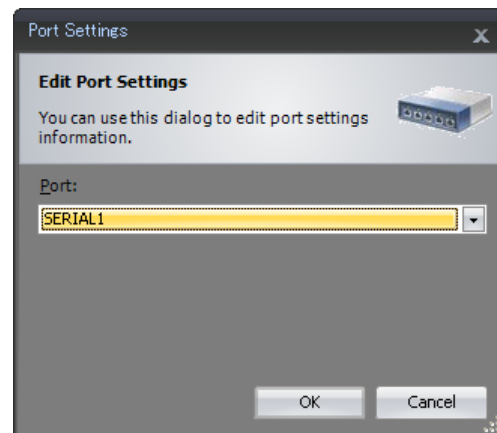 Port Settings
x
Edit Port Settings
You can use this dialog to edit port settings
information.
Port:
SERIAL1
OK
Cancel